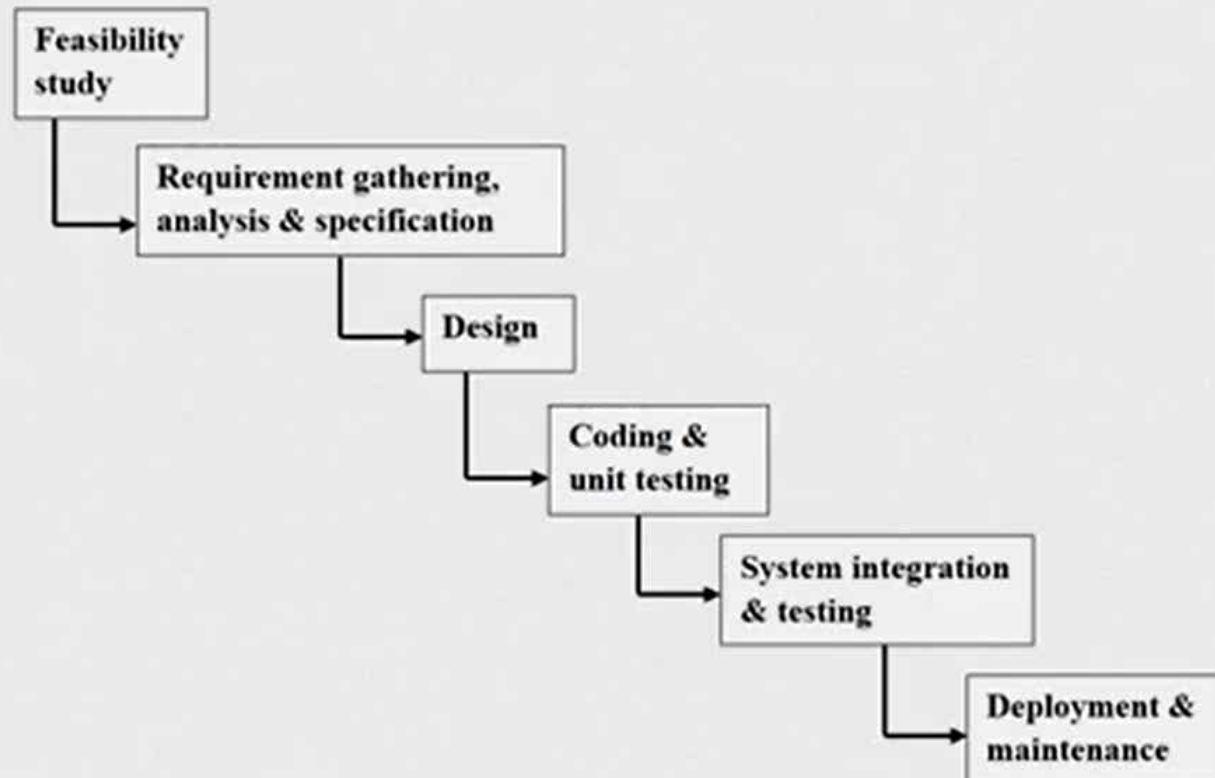 Feasibility
study
Requirement gathering,
analysis & specification
Design
Coding &
unit testing
System integration
& testing
Deployment &
maintenance